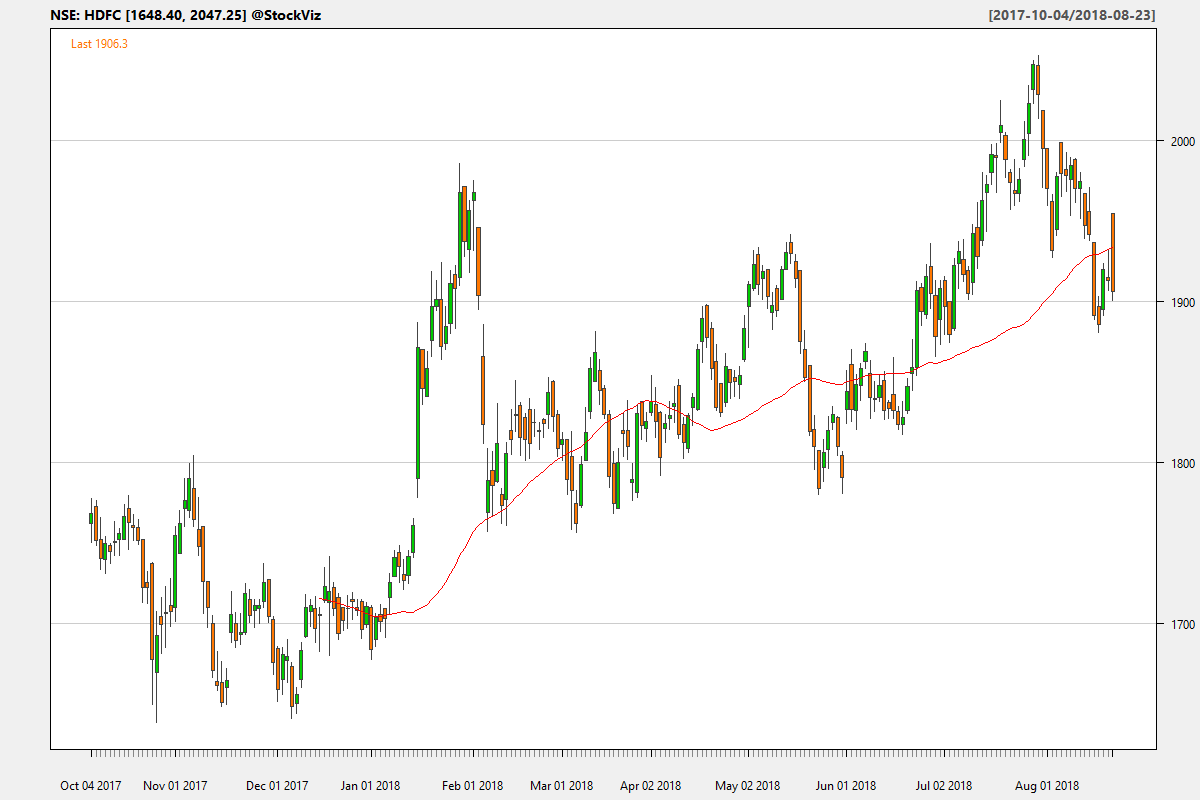 NSE: HDFC [1648.40, 2047.25] @StockViz
[2017-10-04/2018-08-23]
Last 1906.3
2000
1900
1800
1700
Oct 04 2017 Nov 01 2017 Dec 01 2017 Jan 01 2018 Feb 01 2018 Mar 01 2018 Apr 02 2018 May 02 2018 Jun 01 2018 Jul 02 2018 Aug 01 2018